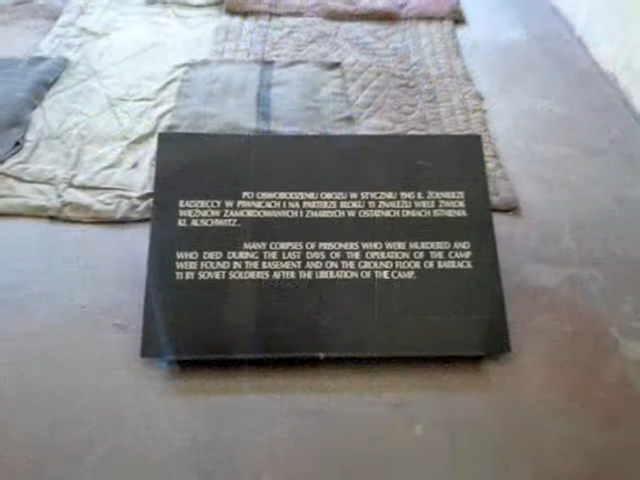 PO OSWOBODZENIU OBOZU W STYCZNIU 1945 R. ŻOŁNIERZE
RADZIECCY W PIWNICACH I NA PARTERZE BLOKU 11 ZNALEŹLI WIELE ZWŁOK
WIĘŹNIÓW ZAMORDOWANYCH I ZMARŁYCH W OSTATNICH DNIACH ISTNIENIA
KL AUSCHWITZ.
MANY CORPSES OF PRISONERS WHO WERE MURDERED AND
WHO DIED DURING THE LAST DAYS OF THE OPERATION OF THE CAMP
WERE FOUND IN THE BASEMENT AND ON THE GROUND FLOOR OF BARRACK
11 BY SOVIET SOLDIERES AFTER THE LIBERATION OF THE CAMP.